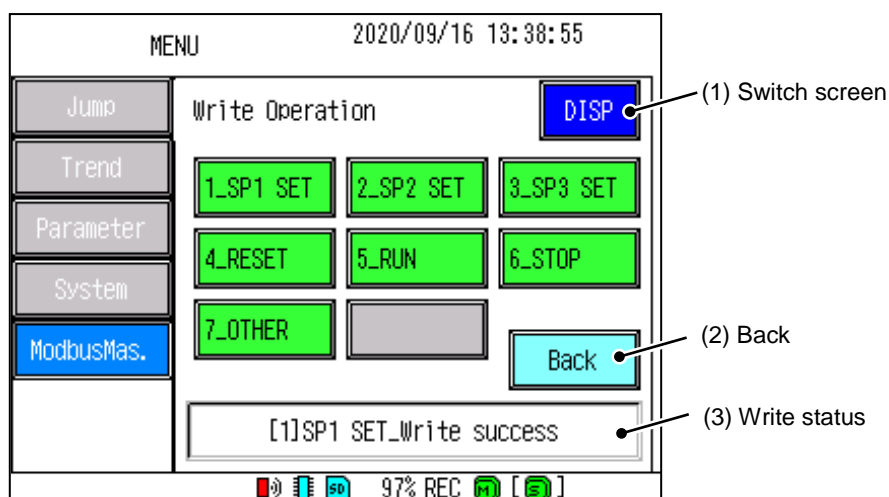 MENU 2020/09/16 13:38:55
Jump
Trend
Parameter
System
ModbusMas.
Write Operation DISP
1_SP1 SET 2_SP2 SET 3_SP3 SET
4_RESET 5_RUN 6_STOP
7_OTHER
Back
[1]SP1 SET_Write success
SD 97% REC M [S]
(1) Switch screen
(2) Back
(3) Write status